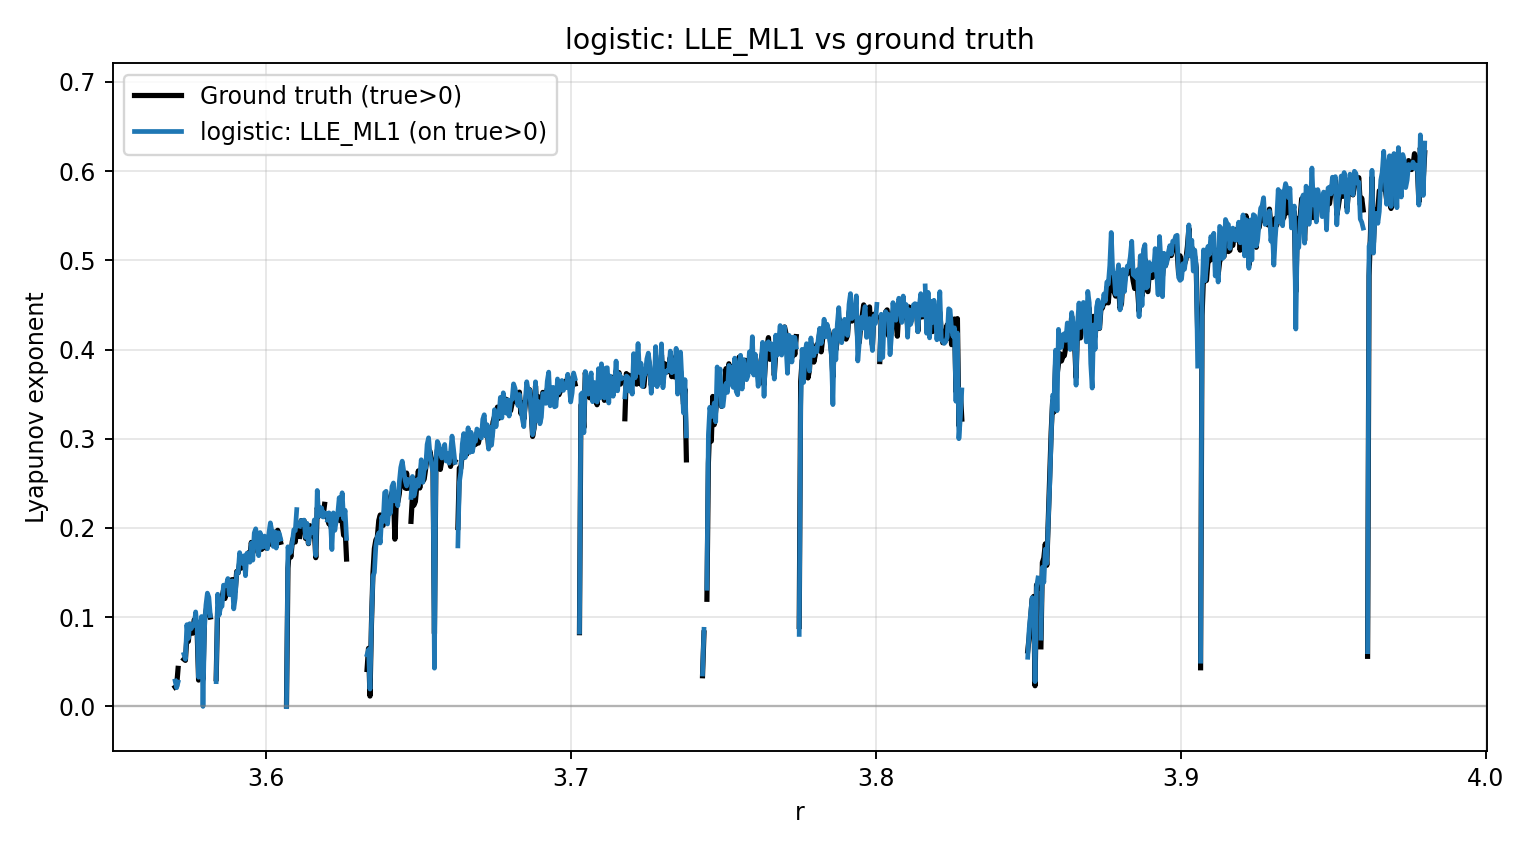 logistic: LLE_ML1 vs ground truth
Ground truth (true>0)
logistic: LLE_ML1 (on true>0)
Lyapunov exponent
0.7
0.6
0.5
0.4
0.3
0.2
0.1
0.0
3.6 3.7 3.8 3.9 4.0
r